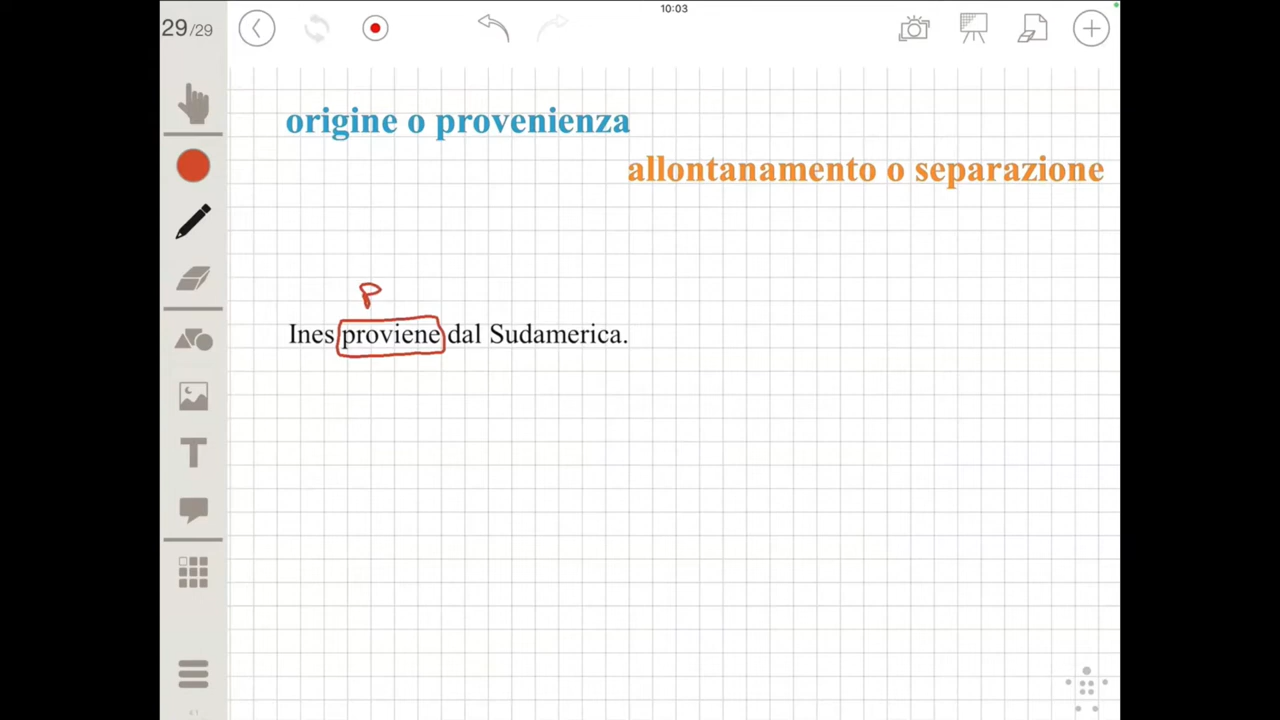 10:03
29/29
origine o provenienza
allontanamento o separazione
P
Ines proviene dal Sudamerica.
T